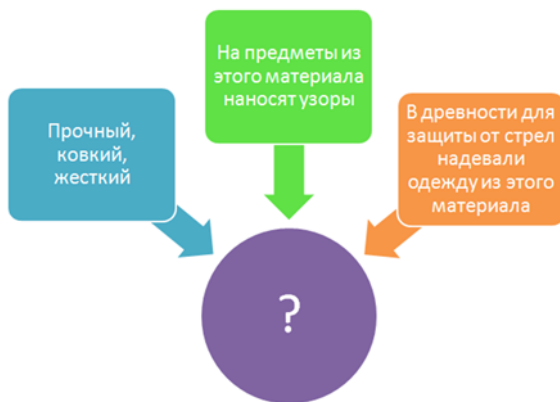 Прочный,
ковкий,
жесткий
На предметы из
этого материала
наносят узоры
В древности для
защиты от стрел
надевали
одежду из этого
материала
?